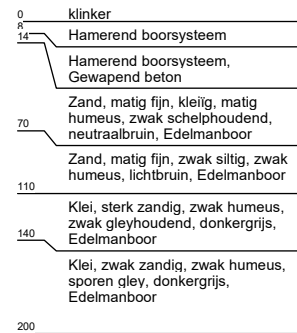 0 klinker
8
Hamerend boorsysteem
14
Hamerend boorsysteem,
Gewapend beton
Zand, matig fijn, kleiïg, matig
humeus, zwak schelphoudend,
70 neutraalbruin, Edelmanboor
Zand, matig fijn, zwak siltig, zwak
humeus, lichtbruin, Edelmanboor
110
Klei, sterk zandig, zwak humeus,
zwak gleyhoudend, donkergrijs,
140 Edelmanboor
Klei, zwak zandig, zwak humeus,
sporen gley, donkergrijs,
Edelmanboor
200